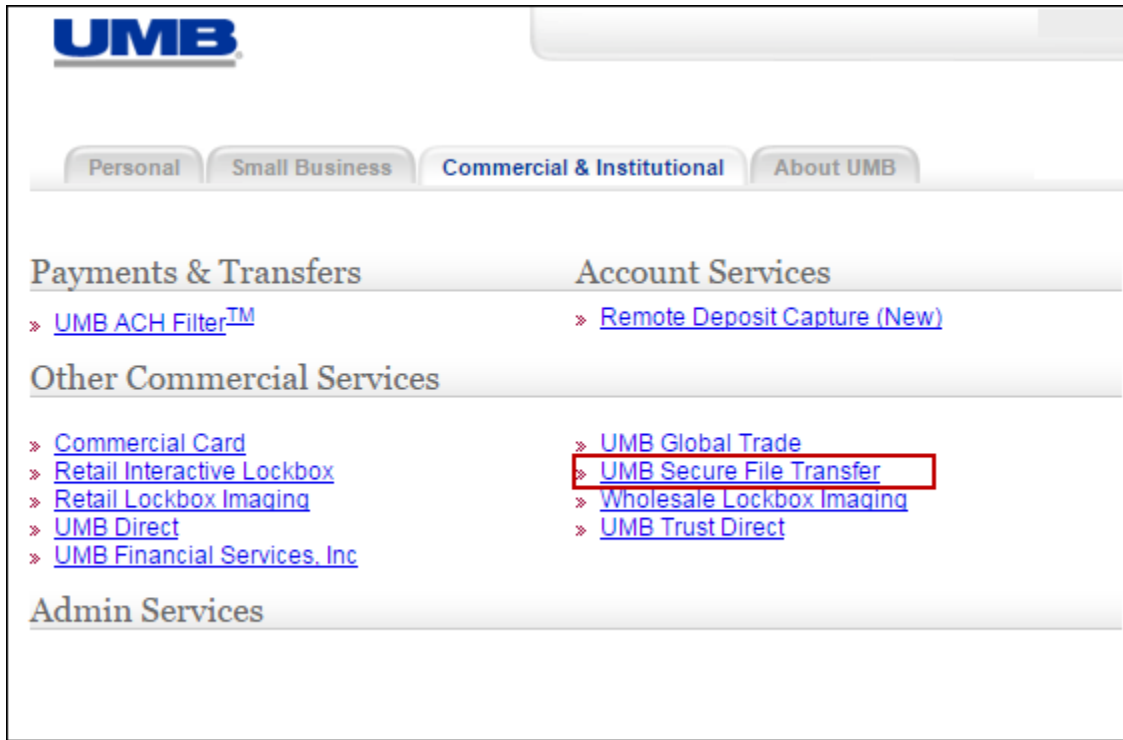 UMB
Personal Small Business Commercial & Institutional About UMB
Payments & Transfers Account Services
» UMB ACH Filter™ » Remote Deposit Capture (New)
Other Commercial Services
» Commercial Card » UMB Global Trade
» Retail Interactive Lockbox » UMB Secure File Transfer
» Retail Lockbox Imaging » Wholesale Lockbox Imaging
» UMB Direct » UMB Trust Direct
» UMB Financial Services, Inc
Admin Services